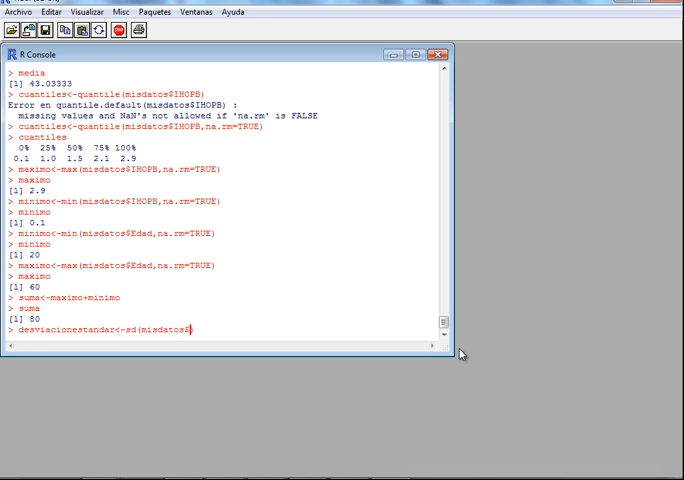 Archivo Editar Visualizar Misc Paquetes Ventanas Ayuda
STOP
R Console
> media
[1] 43.03333
> cuantiles<-quantile(misdatos$IHOPB)
Error en quantile.default(misdatos$IHOPB) :
missing values and NaN's not allowed if 'na.rm' is FALSE
> cuantiles<-quantile(misdatos$IHOPB,na.rm=TRUE)
> cuantiles
0% 25% 50% 75% 100%
0.1 1.0 1.5 2.1 2.9
> maximo<-max(misdatos$IHOPB,na.rm=TRUE)
> maximo
[1] 2.9
> minimo<-min(misdatos$IHOPB,na.rm=TRUE)
> minimo
[1] 0.1
> minimo<-min(misdatos$Edad,na.rm=TRUE)
> minimo
[1] 20
> maximo<-max(misdatos$Edad,na.rm=TRUE)
> maximo
[1] 60
> suma<-maximo+minimo
> suma
[1] 80
> desviacionestandar<-sd(misdatos$)